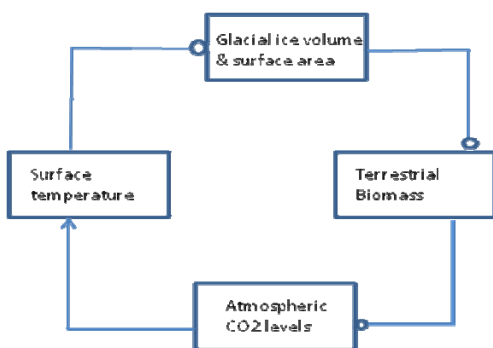 Glacial ice volume
& surface area
Surface
temperature
Terrestrial
Biomass
Atmospheric
CO2 levels